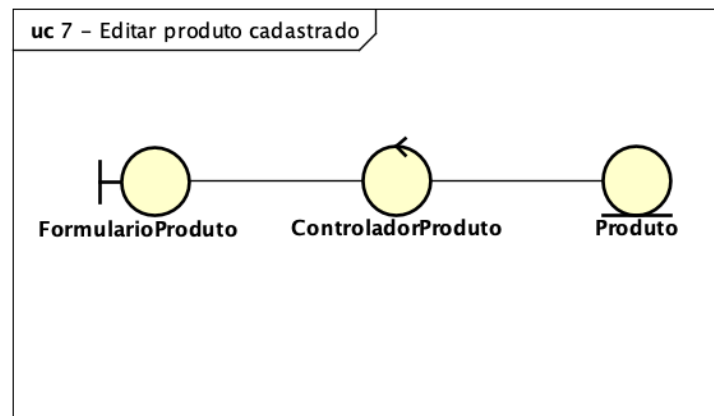 uc 7 – Editar produto cadastrado
FormularioProduto
ControladorProduto
Produto